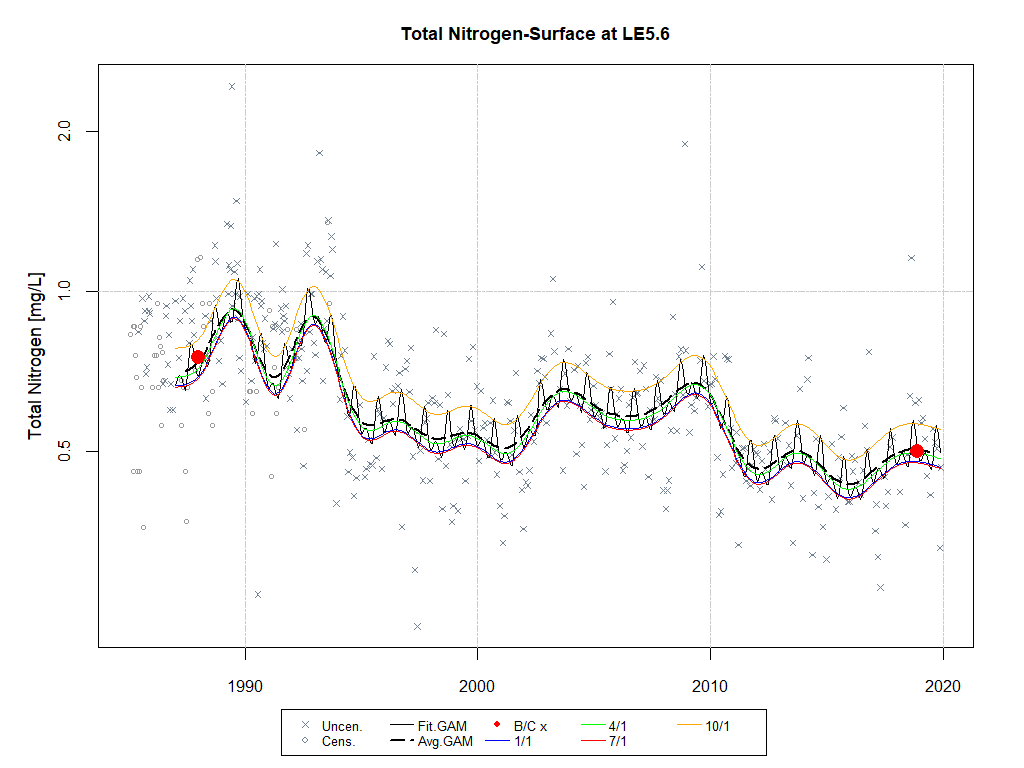 Total Nitrogen-Surface at LE5.6
Total Nitrogen [mg/L]
2.0
1.0
0.5
1990 2000 2010 2020
Uncen. Fit.GAM B/C x 4/1 10/1
Cens. Avg.GAM 1/1 7/1